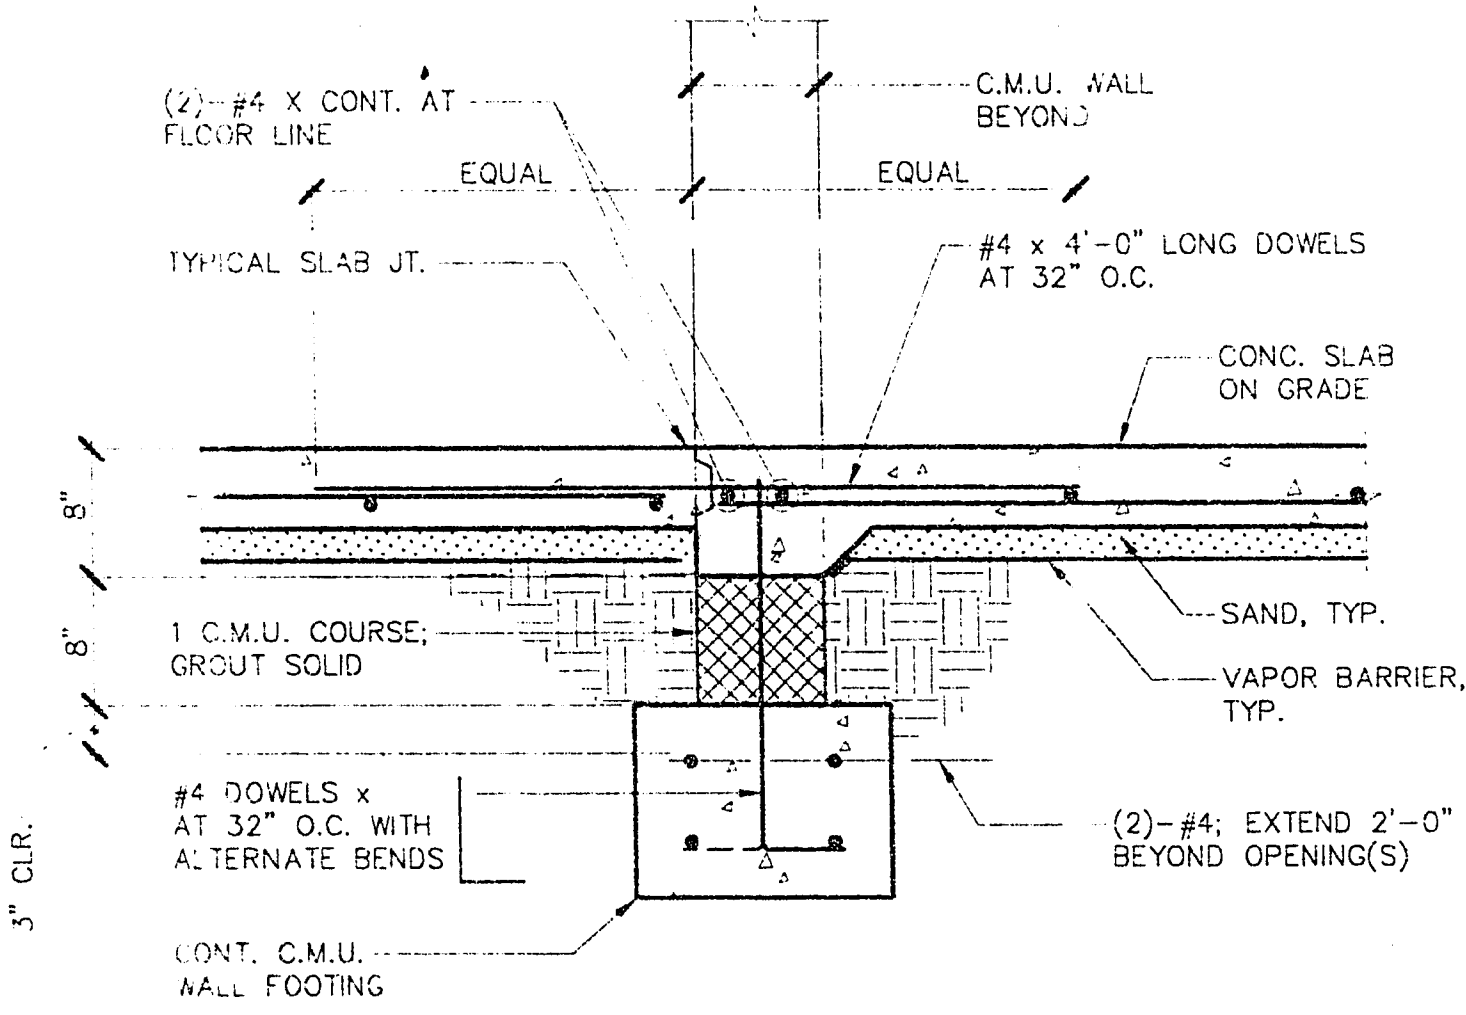 (2)-#4 X CONT. AT
FLOOR LINE
C.M.U. WALL
BEYOND
EQUAL
EQUAL
TYPICAL SLAB JT.
#4 x 4'-0" LONG DOWELS
AT 32" O.C.
CONC. SLAB
ON GRADE
8"
8"
1 C.M.U. COURSE;
GROUT SOLID
SAND, TYP.
VAPOR BARRIER,
TYP.
#4 DOWELS x
AT 32" O.C. WITH
ALTERNATE BENDS
(2)-#4; EXTEND 2'-0"
BEYOND OPENING(S)
3" CLR.
CONT. C.M.U.
WALL FOOTING